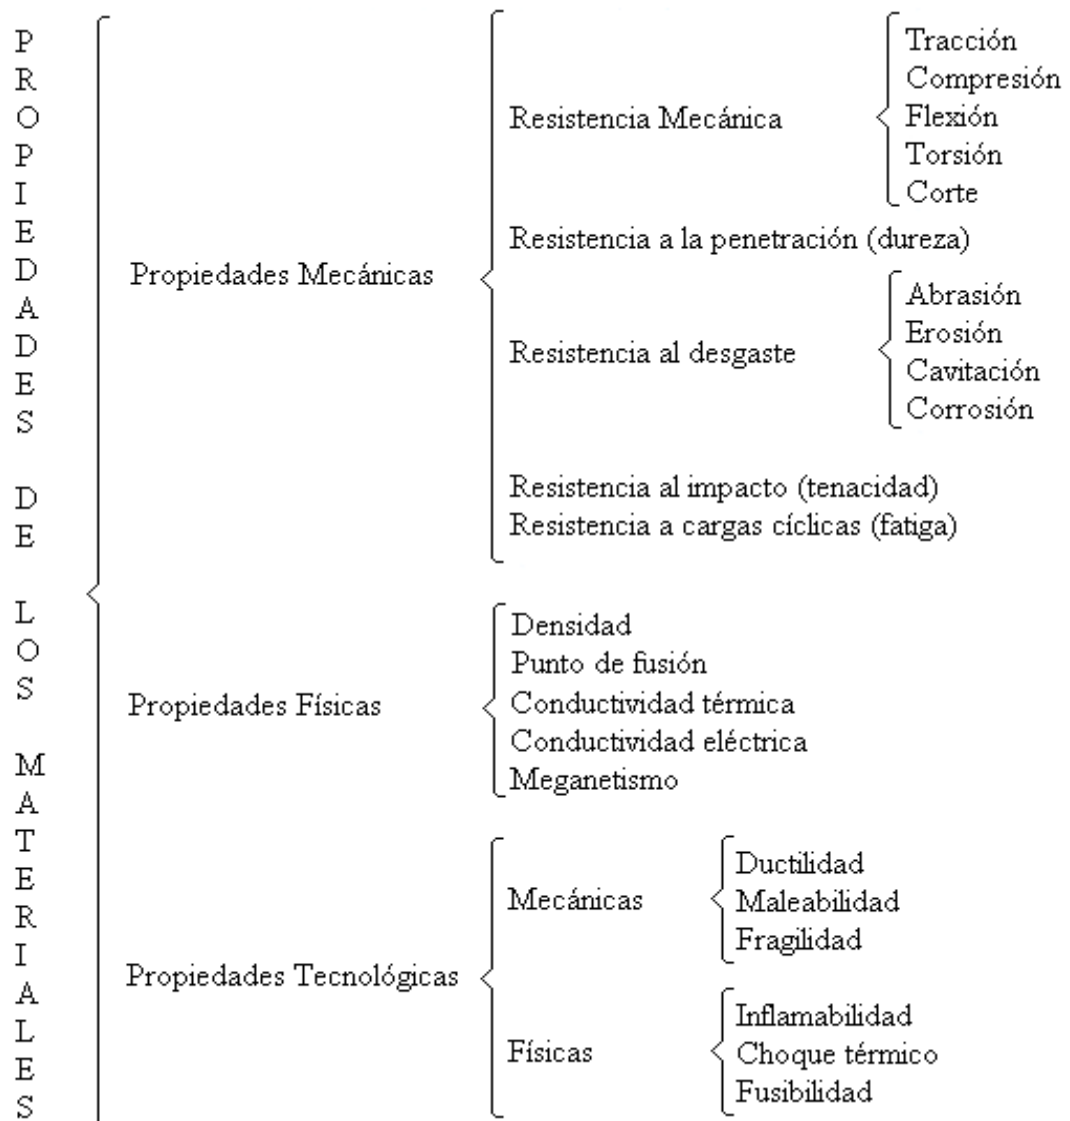 PROPIEDADES DE LOS MATERIALES
Propiedades Mecánicas
Resistencia Mecánica
Tracción
Compresión
Flexión
Torsión
Corte
Resistencia a la penetración (dureza)
Resistencia al desgaste
Abrasión
Erosión
Cavitación
Corrosión
Resistencia al impacto (tenacidad)
Resistencia a cargas cíclicas (fatiga)
Propiedades Físicas
Densidad
Punto de fusión
Conductividad térmica
Conductividad eléctrica
Meganetismo
Propiedades Tecnológicas
Mecánicas
Ductilidad
Maleabilidad
Fragilidad
Físicas
Inflamabilidad
Choque térmico
Fusibilidad